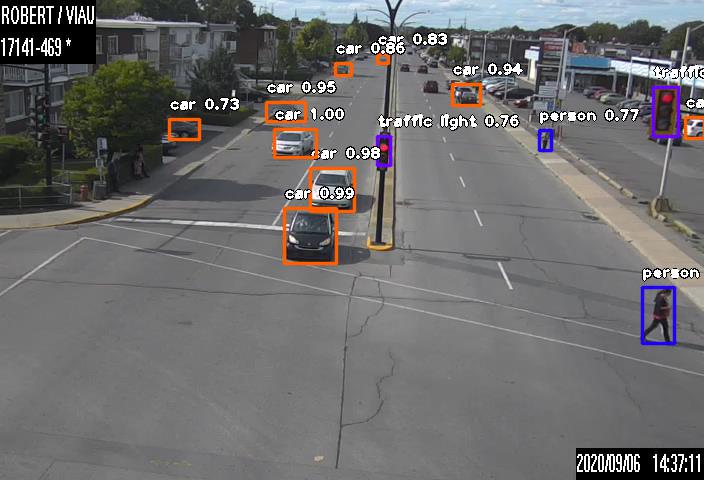 ROBERT / VIAU
17141-469 *
car 0.86
car 0.83
car 0.94
traffic
car 0.95
car 0.73
car 1.00
ca
traffic light 0.76
person 0.77
car 0.98
car 0.99
person
2020/09/06 14:37:11